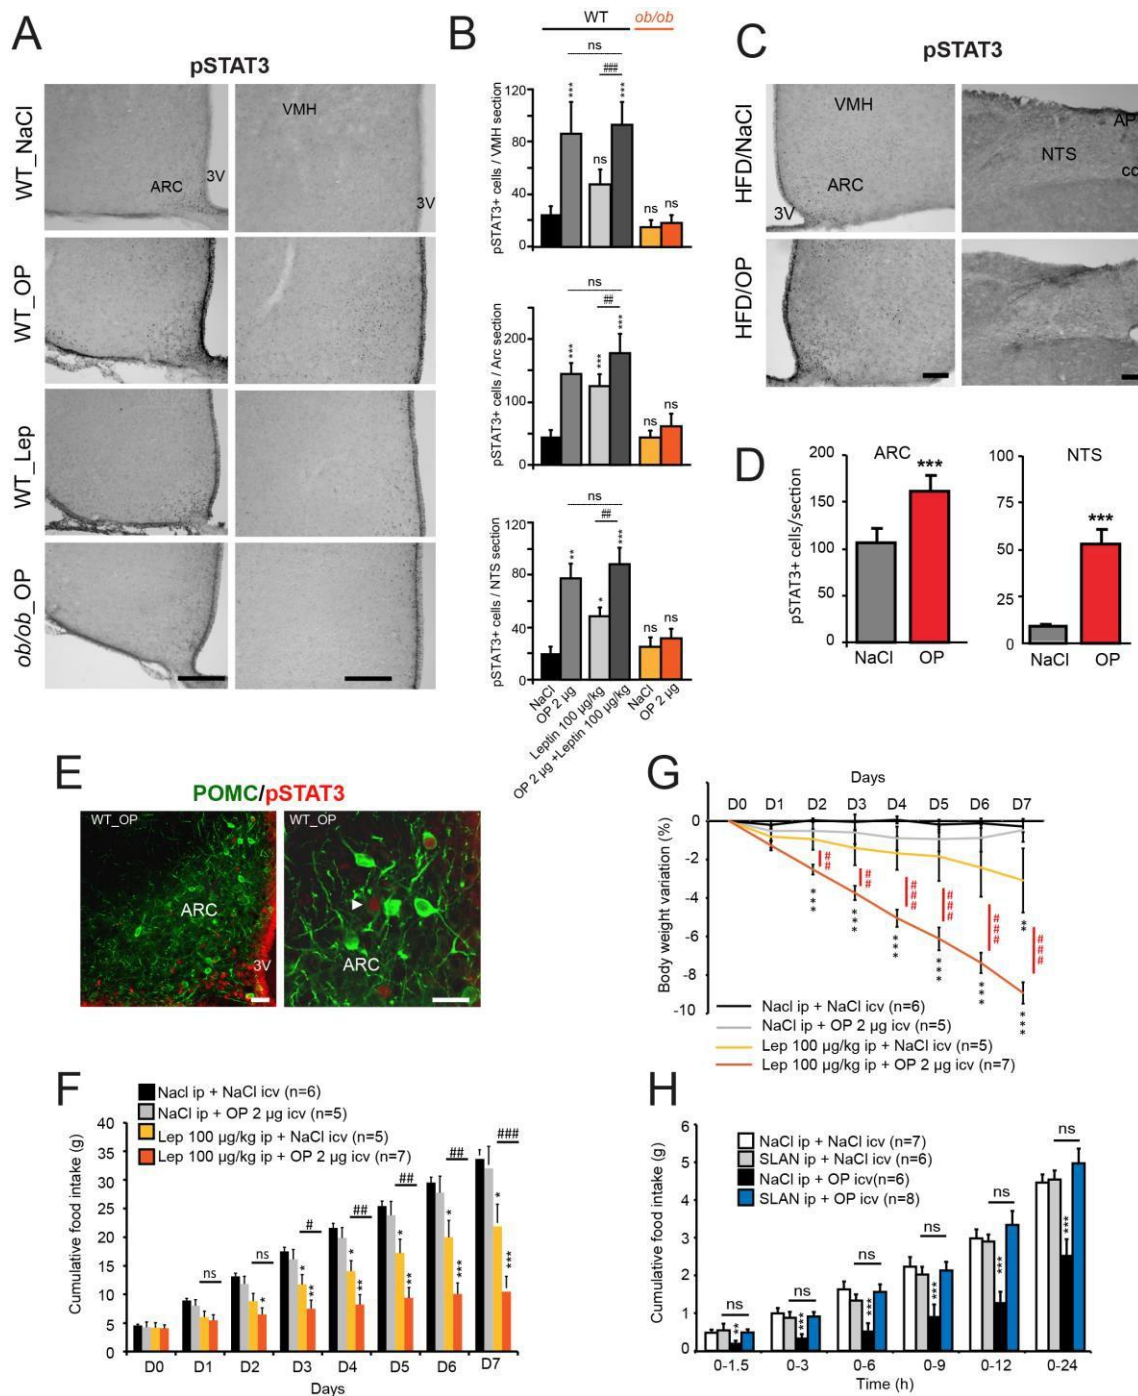 A
pSTAT3
WT_NaCl
VMH
ARC
3V
3V
WT_OP
WT_Lep
ob/ob_OP
B
WT
ob/ob
ns
###
***
***
ns
ns
ns
pSTAT3+ cells / VMH section
120
80
40
0
ns
##
***
***
***
ns
ns
pSTAT3+ cells / Arc section
200
100
0
ns
##
**
*
***
ns
ns
pSTAT3+ cells / NTS section
120
80
40
0
NaCl
OP 2 µg
Leptin 100 µg/kg
OP 2 µg +Leptin 100 µg/kg
NaCl
OP 2 µg
C
pSTAT3
HFD/NaCl
VMH
ARC
3V
AP
NTS
cc
HFD/OP
D
pSTAT3+ cells/section
ARC
***
200
150
100
50
0
NaCl
OP
NTS
***
100
75
50
25
0
NaCl
OP
E
POMC/pSTAT3
WT_OP
ARC
3V
WT_OP
ARC
G
Days
D0 D1 D2 D3 D4 D5 D6 D7
Body weight variation (%)
0
-2
-4
-6
-8
-10
##
##
###
###
###
###
***
***
***
***
***
**
***
Nacl ip + NaCl icv (n=6)
NaCl ip + OP 2 µg icv (n=5)
Lep 100 µg/kg ip + NaCl icv (n=5)
Lep 100 µg/kg ip + OP 2 µg icv (n=7)
F
Nacl ip + NaCl icv (n=6)
NaCl ip + OP 2 µg icv (n=5)
Lep 100 µg/kg ip + NaCl icv (n=5)
Lep 100 µg/kg ip + OP 2 µg icv (n=7)
Cumulative food intake (g)
40
35
30
25
20
15
10
5
0
ns
ns
*
#
*
**
##
*
**
##
*
**
##
*
***
###
*
***
D0 D1 D2 D3 D4 D5 D6 D7
Days
H
NaCl ip + NaCl icv (n=7)
SLAN ip + NaCl icv (n=6)
NaCl ip + OP icv(n=6)
SLAN ip + OP icv (n=8)
Cumulative food intake (g)
6
5
4
3
2
1
0
ns
**
ns
***
ns
***
ns
***
ns
***
ns
***
0-1.5 0-3 0-6 0-9 0-12 0-24
Time (h)